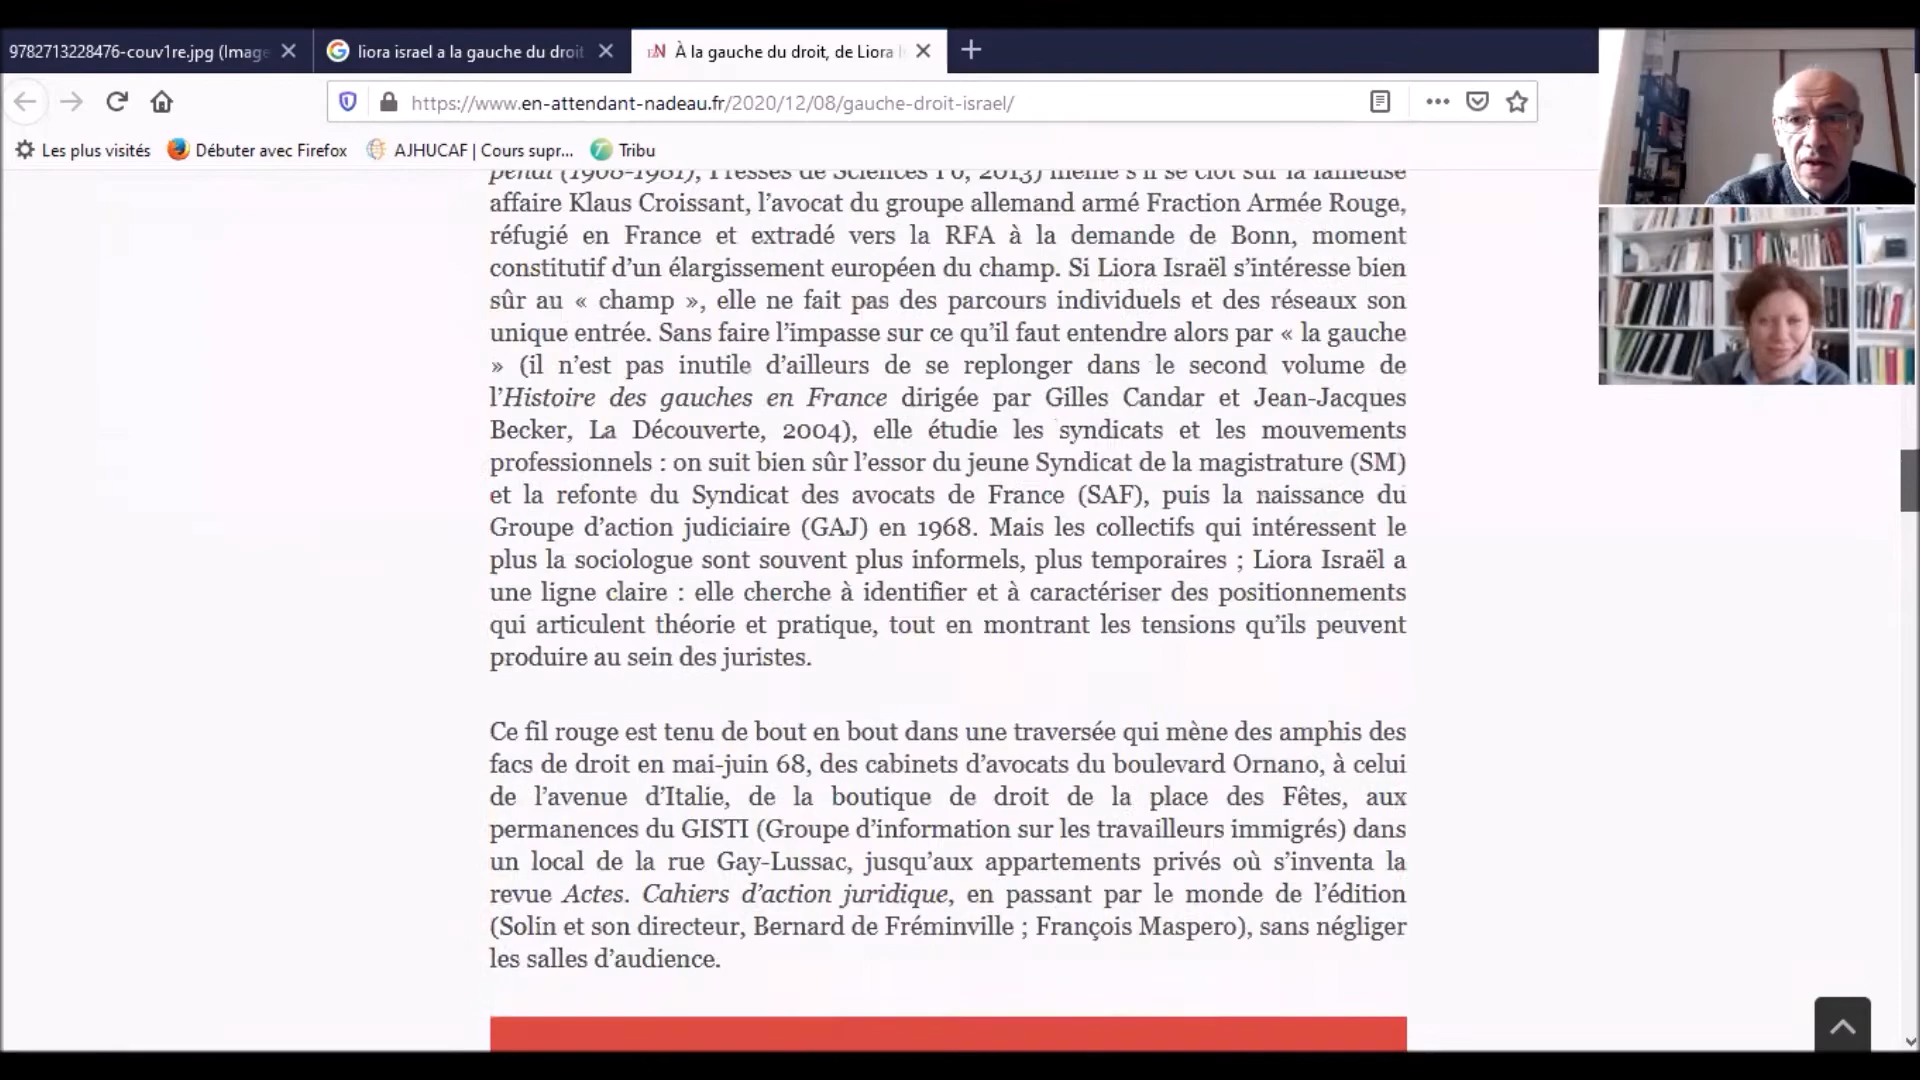 9782713228476-couv1re.jpg (Image
liora israel a la gauche du droit
EN À la gauche du droit, de Liora I
https://www.en-attendant-nadeau.fr/2020/12/08/gauche-droit-israel/
Les plus visités
Débuter avec Firefox
AJHUCAF | Cours supr...
Tribu
pénal (1968-1981), Presses de Sciences Po, 2013) même s’il se clôt sur la fameuse
affaire Klaus Croissant, l’avocat du groupe allemand armé Fraction Armée Rouge,
réfugié en France et extradé vers la RFA à la demande de Bonn, moment
constitutif d’un élargissement européen du champ. Si Liora Israël s’intéresse bien
sûr au « champ », elle ne fait pas des parcours individuels et des réseaux son
unique entrée. Sans faire l’impasse sur ce qu’il faut entendre alors par « la gauche
» (il n’est pas inutile d’ailleurs de se replonger dans le second volume de
l’Histoire des gauches en France dirigée par Gilles Candar et Jean-Jacques
Becker, La Découverte, 2004), elle étudie les syndicats et les mouvements
professionnels : on suit bien sûr l’essor du jeune Syndicat de la magistrature (SM)
et la refonte du Syndicat des avocats de France (SAF), puis la naissance du
Groupe d’action judiciaire (GAJ) en 1968. Mais les collectifs qui intéressent le
plus la sociologue sont souvent plus informels, plus temporaires ; Liora Israël a
une ligne claire : elle cherche à identifier et à caractériser des positionnements
qui articulent théorie et pratique, tout en montrant les tensions qu’ils peuvent
produire au sein des juristes.
Ce fil rouge est tenu de bout en bout dans une traversée qui mène des amphis des
facs de droit en mai-juin 68, des cabinets d’avocats du boulevard Ornano, à celui
de l’avenue d’Italie, de la boutique de droit de la place des Fêtes, aux
permanences du GISTI (Groupe d’information sur les travailleurs immigrés) dans
un local de la rue Gay-Lussac, jusqu’aux appartements privés où s’inventa la
revue Actes. Cahiers d’action juridique, en passant par le monde de l’édition
(Solin et son directeur, Bernard de Fréminville ; François Maspero), sans négliger
les salles d’audience.